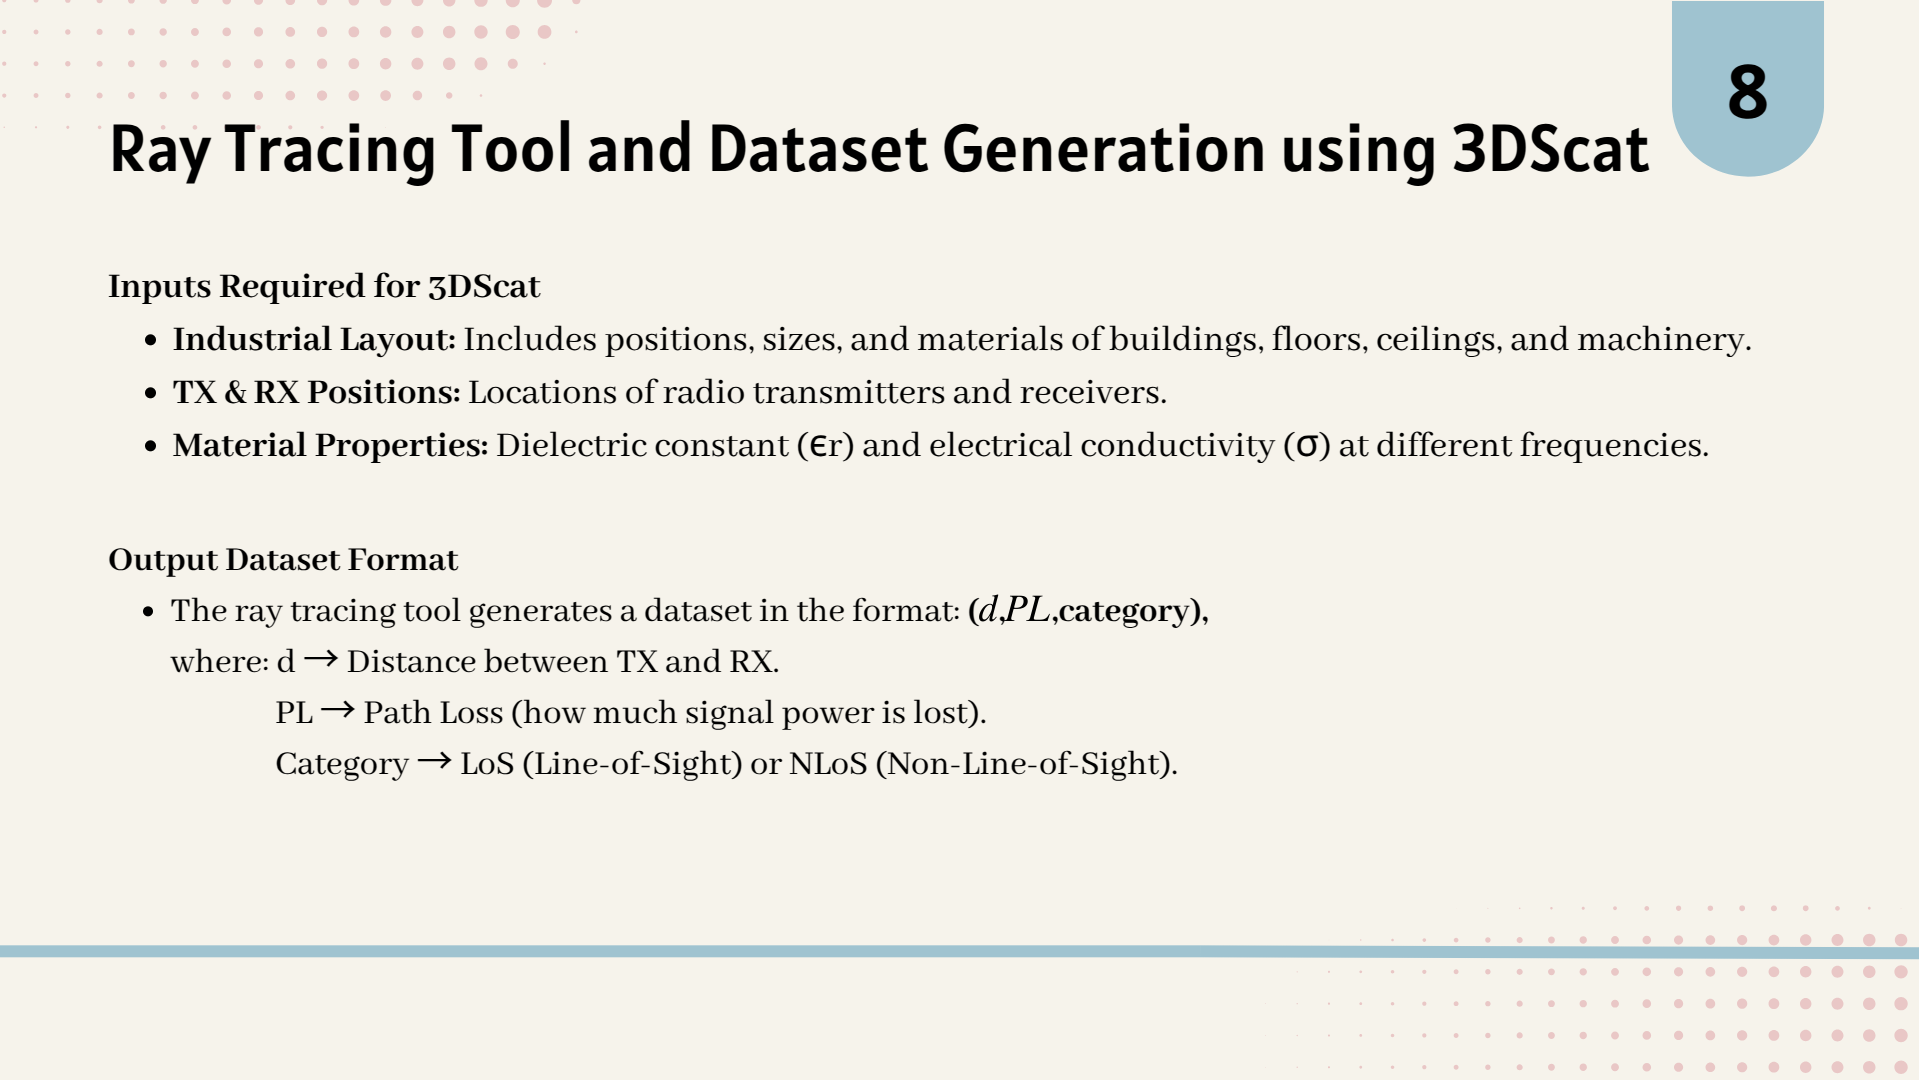 8
Ray Tracing Tool and Dataset Generation using 3DScat
Inputs Required for 3DScat
• Industrial Layout: Includes positions, sizes, and materials of buildings, floors, ceilings, and machinery.
• TX & RX Positions: Locations of radio transmitters and receivers.
• Material Properties: Dielectric constant (ϵr) and electrical conductivity (σ) at different frequencies.
Output Dataset Format
• The ray tracing tool generates a dataset in the format: (d,PL,category),
where: d → Distance between TX and RX.
PL → Path Loss (how much signal power is lost).
Category → LoS (Line-of-Sight) or NLoS (Non-Line-of-Sight).